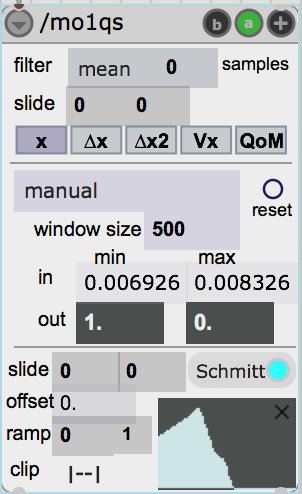 /mo1qs b a +
filter mean 0 samples
slide 0 0
x Δx Δx2 Vx QoM
manual
reset
window size 500
min max
in 0.006926 0.008326
out 1. 0.
slide 0 0 Schmitt
offset 0.
ramp 0 1
clip |--|